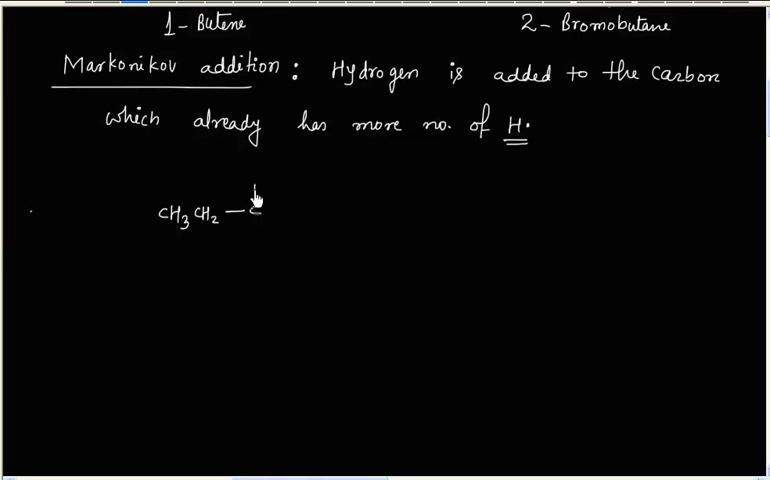 1- Butene 2- Bromobutane
Markonikov addition : Hydrogen is added to the carbon
which already has more no. of H.
CH3 CH2 — C